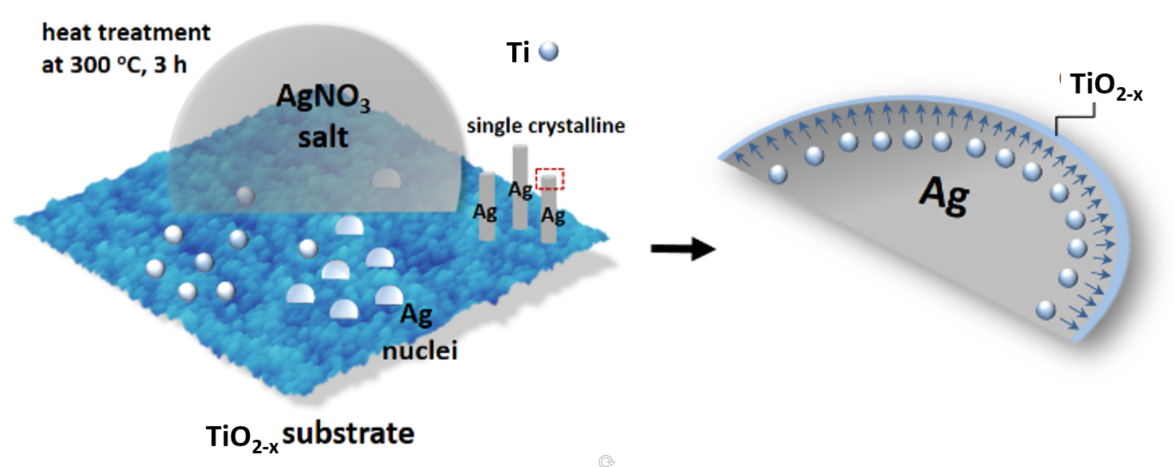 heat treatment
at 300 °C, 3 h
AgNO₃
salt
Ti
single crystalline
Ag
Ag
Ag
Ag
nuclei
TiO₂₋ₓ substrate
TiO₂₋ₓ
Ag